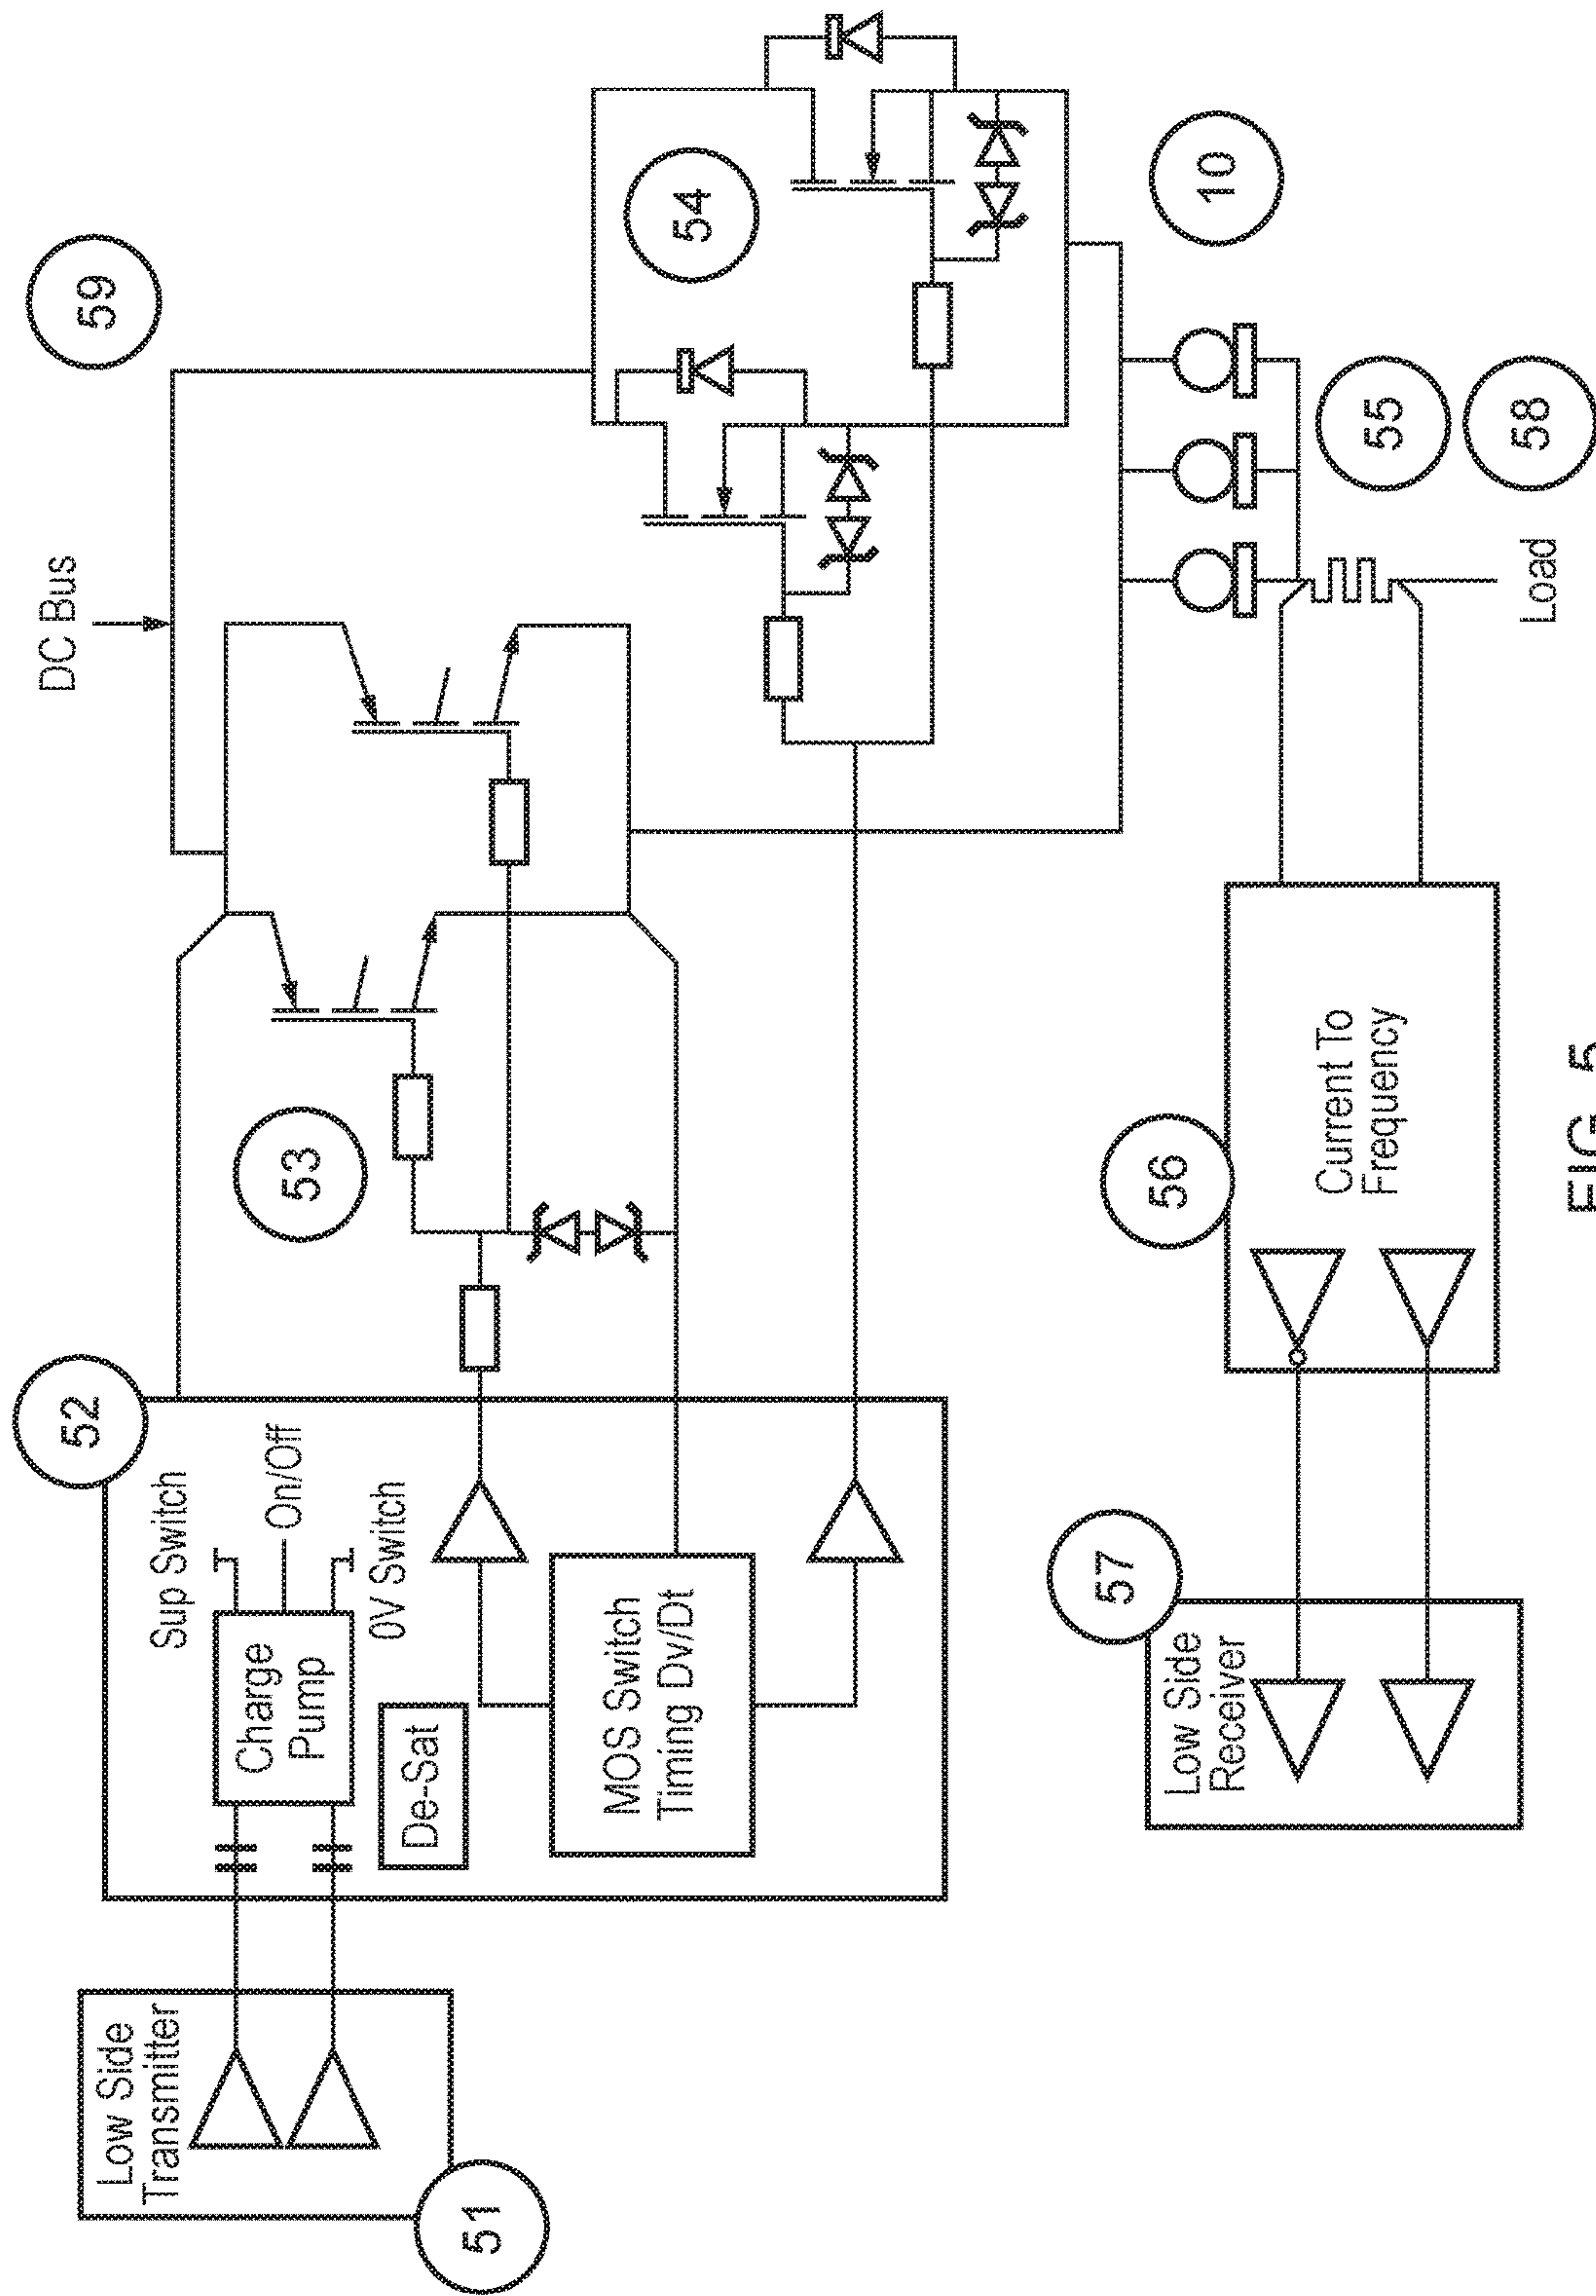 59
DC Bus
54
10
52
Sup Switch
Charge
Pump
On/Off
0V Switch
De-Sat
MOS Switch
Timing Dv/Dt
53
Low Side
Transmitter
51
55
58
Load
56
Current To
Frequency
57
Low Side
Receiver
FIG. 5